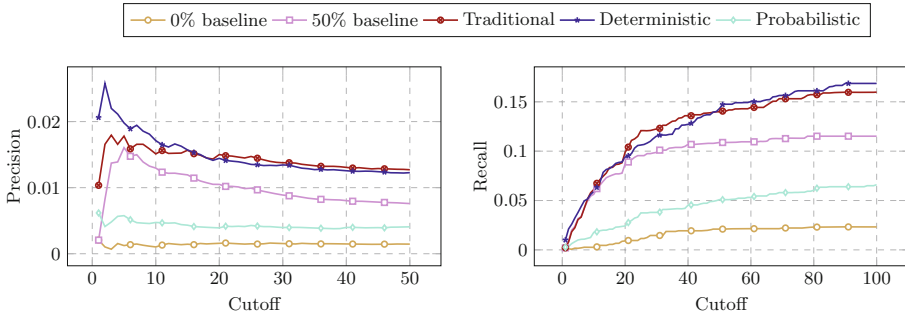 0% baseline 50% baseline Traditional Deterministic Probabilistic
Precision
0.02
0.01
0
0 10 20 30 40 50
Cutoff
Recall
0.15
0.1
0.05
0
0 20 40 60 80 100
Cutoff